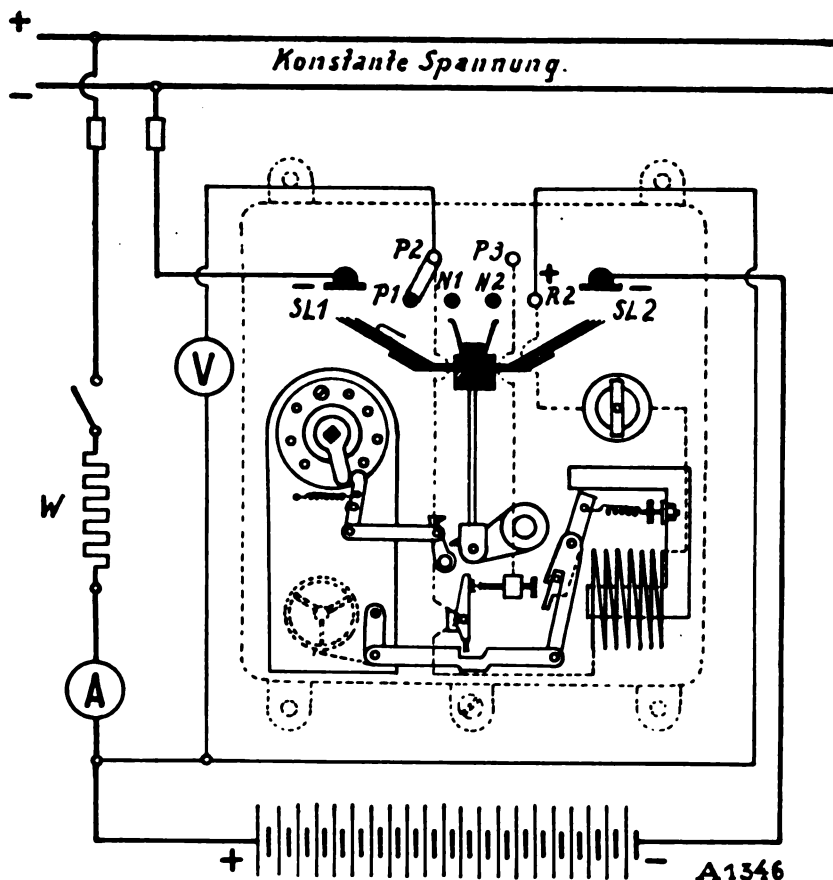 +
Konstante Spannung.
−
P2 P3
+
− P1 N1 N2 R2 −
SL1 SL2
V
W
A
+ −
A1346